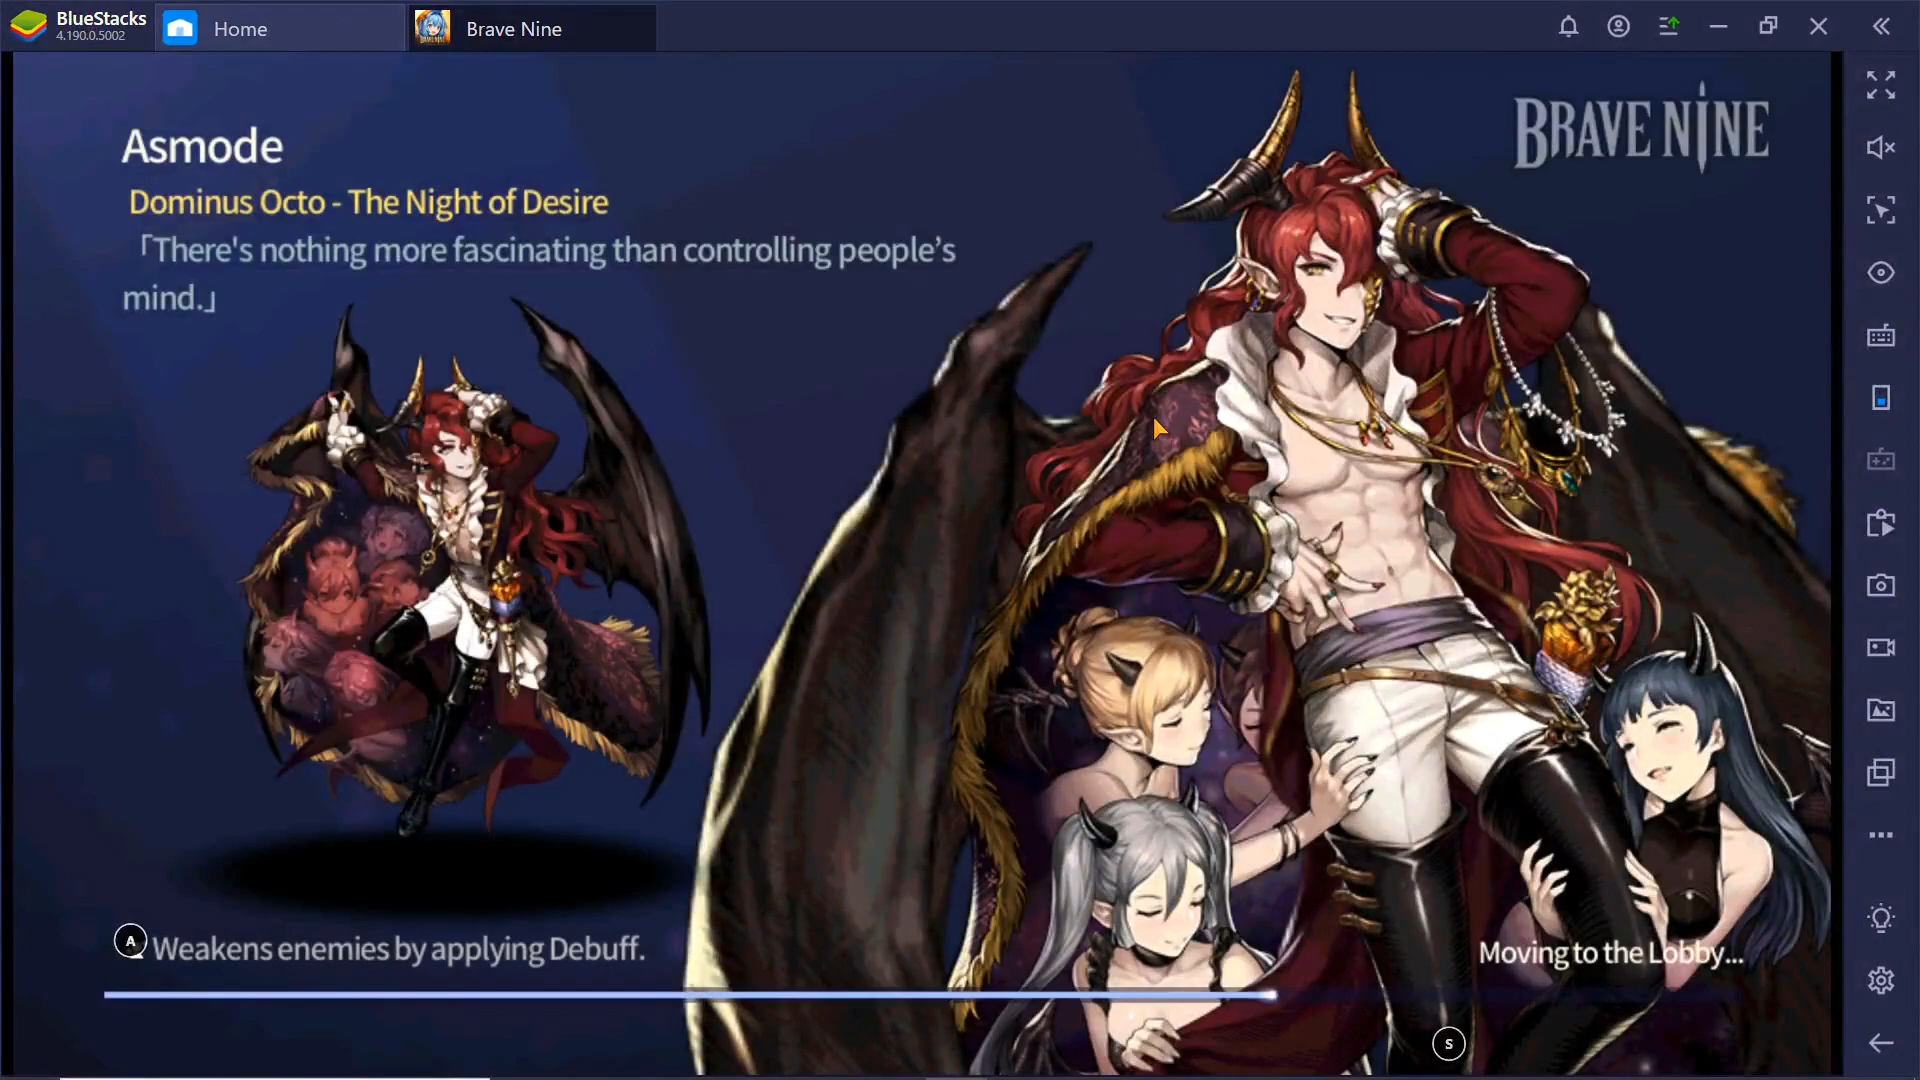 BlueStacks
4.190.0.5002
Home
Brave Nine
BRAVE NINE
Asmode
Dominus Octo - The Night of Desire
「There's nothing more fascinating than controlling people’s
mind.」
A
Weakens enemies by applying Debuff.
Moving to the Lobby...
S